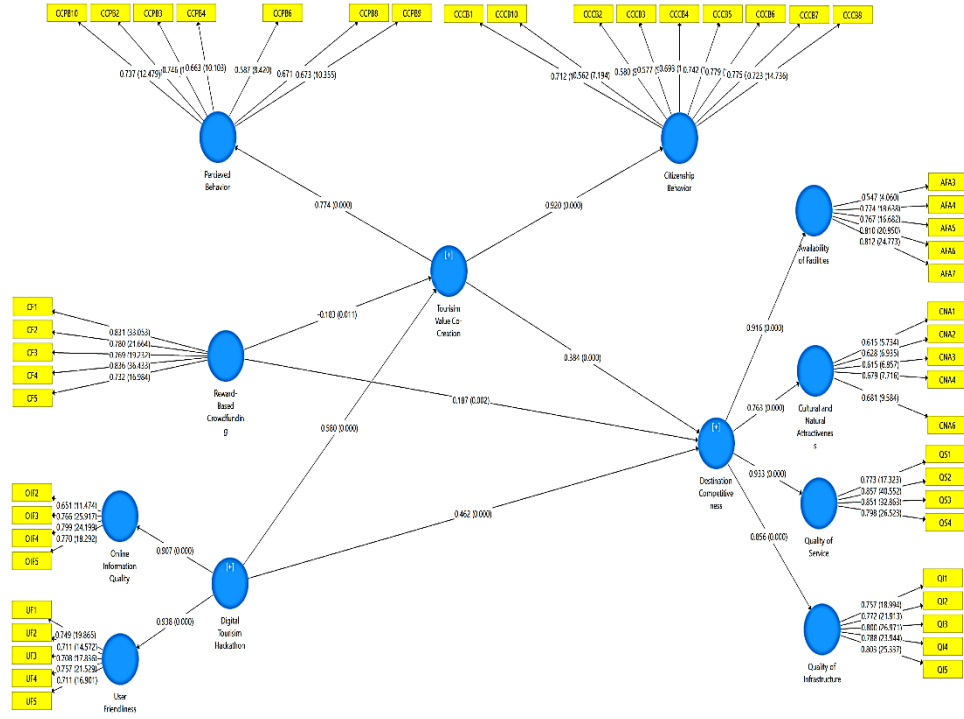 CCPB10
CCPB2
CCPB3
CCPB4
CCPB6
CCPB8
CCPB9
CCCB1
CCCB10
CCCB2
CCCB3
CCCB4
CCCB5
CCCB6
CCCB7
CCCB8
0.737 (12.479)
0.746
0.663 (10.103)
0.587 (8.420)
0.671
0.673 (10.355)
0.712
0.562 (7.194)
0.580
0.577
0.693
0.742
0.779
0.775
0.723 (14.736)
Percieved
Behavior
Citizenship
Behavior
0.774 (0.000)
0.920 (0.000)
AFA3
AFA4
AFA5
AFA6
AFA7
0.547 (4.060)
0.774 (18.638)
0.767 (16.682)
0.810 (20.950)
0.812 (24.773)
Availability
of Facilities
[+]
Tourisim
Value Co-
Creation
CF1
CF2
CF3
CF4
CF5
0.831 (33.053)
0.780 (21.664)
0.769 (19.232)
0.836 (36.433)
0.732 (16.984)
Reward-
Based
Crowdfundin
g
-0.183 (0.011)
0.384 (0.000)
0.187 (0.002)
0.580 (0.000)
0.462 (0.000)
0.916 (0.000)
0.763 (0.000)
0.933 (0.000)
0.856 (0.000)
CNA1
CNA2
CNA3
CNA4
CNA6
0.615 (5.734)
0.628 (6.935)
0.615 (6.957)
0.679 (7.716)
0.681 (9.584)
Cultural and
Natural
Attractivenes
s
[+]
Destination
Competitive
ness
QS1
QS2
QS3
QS4
0.773 (17.323)
0.857 (40.552)
0.851 (32.863)
0.798 (26.523)
Quality of
Service
OIF2
OIF3
OIF4
OIF5
0.651 (11.474)
0.766 (25.917)
0.799 (24.199)
0.770 (18.292)
Online
Information
Quality
0.907 (0.000)
[+]
Digital
Tourisim
Hackathon
0.938 (0.000)
UF1
UF2
UF3
UF4
UF5
0.749 (19.865)
0.711 (14.572)
0.708 (17.836)
0.757 (21.529)
0.711 (16.901)
User
Friendliness
QI1
QI2
QI3
QI4
QI5
0.757 (18.994)
0.772 (21.913)
0.800 (26.971)
0.788 (23.944)
0.803 (25.337)
Quality of
Infrastructure